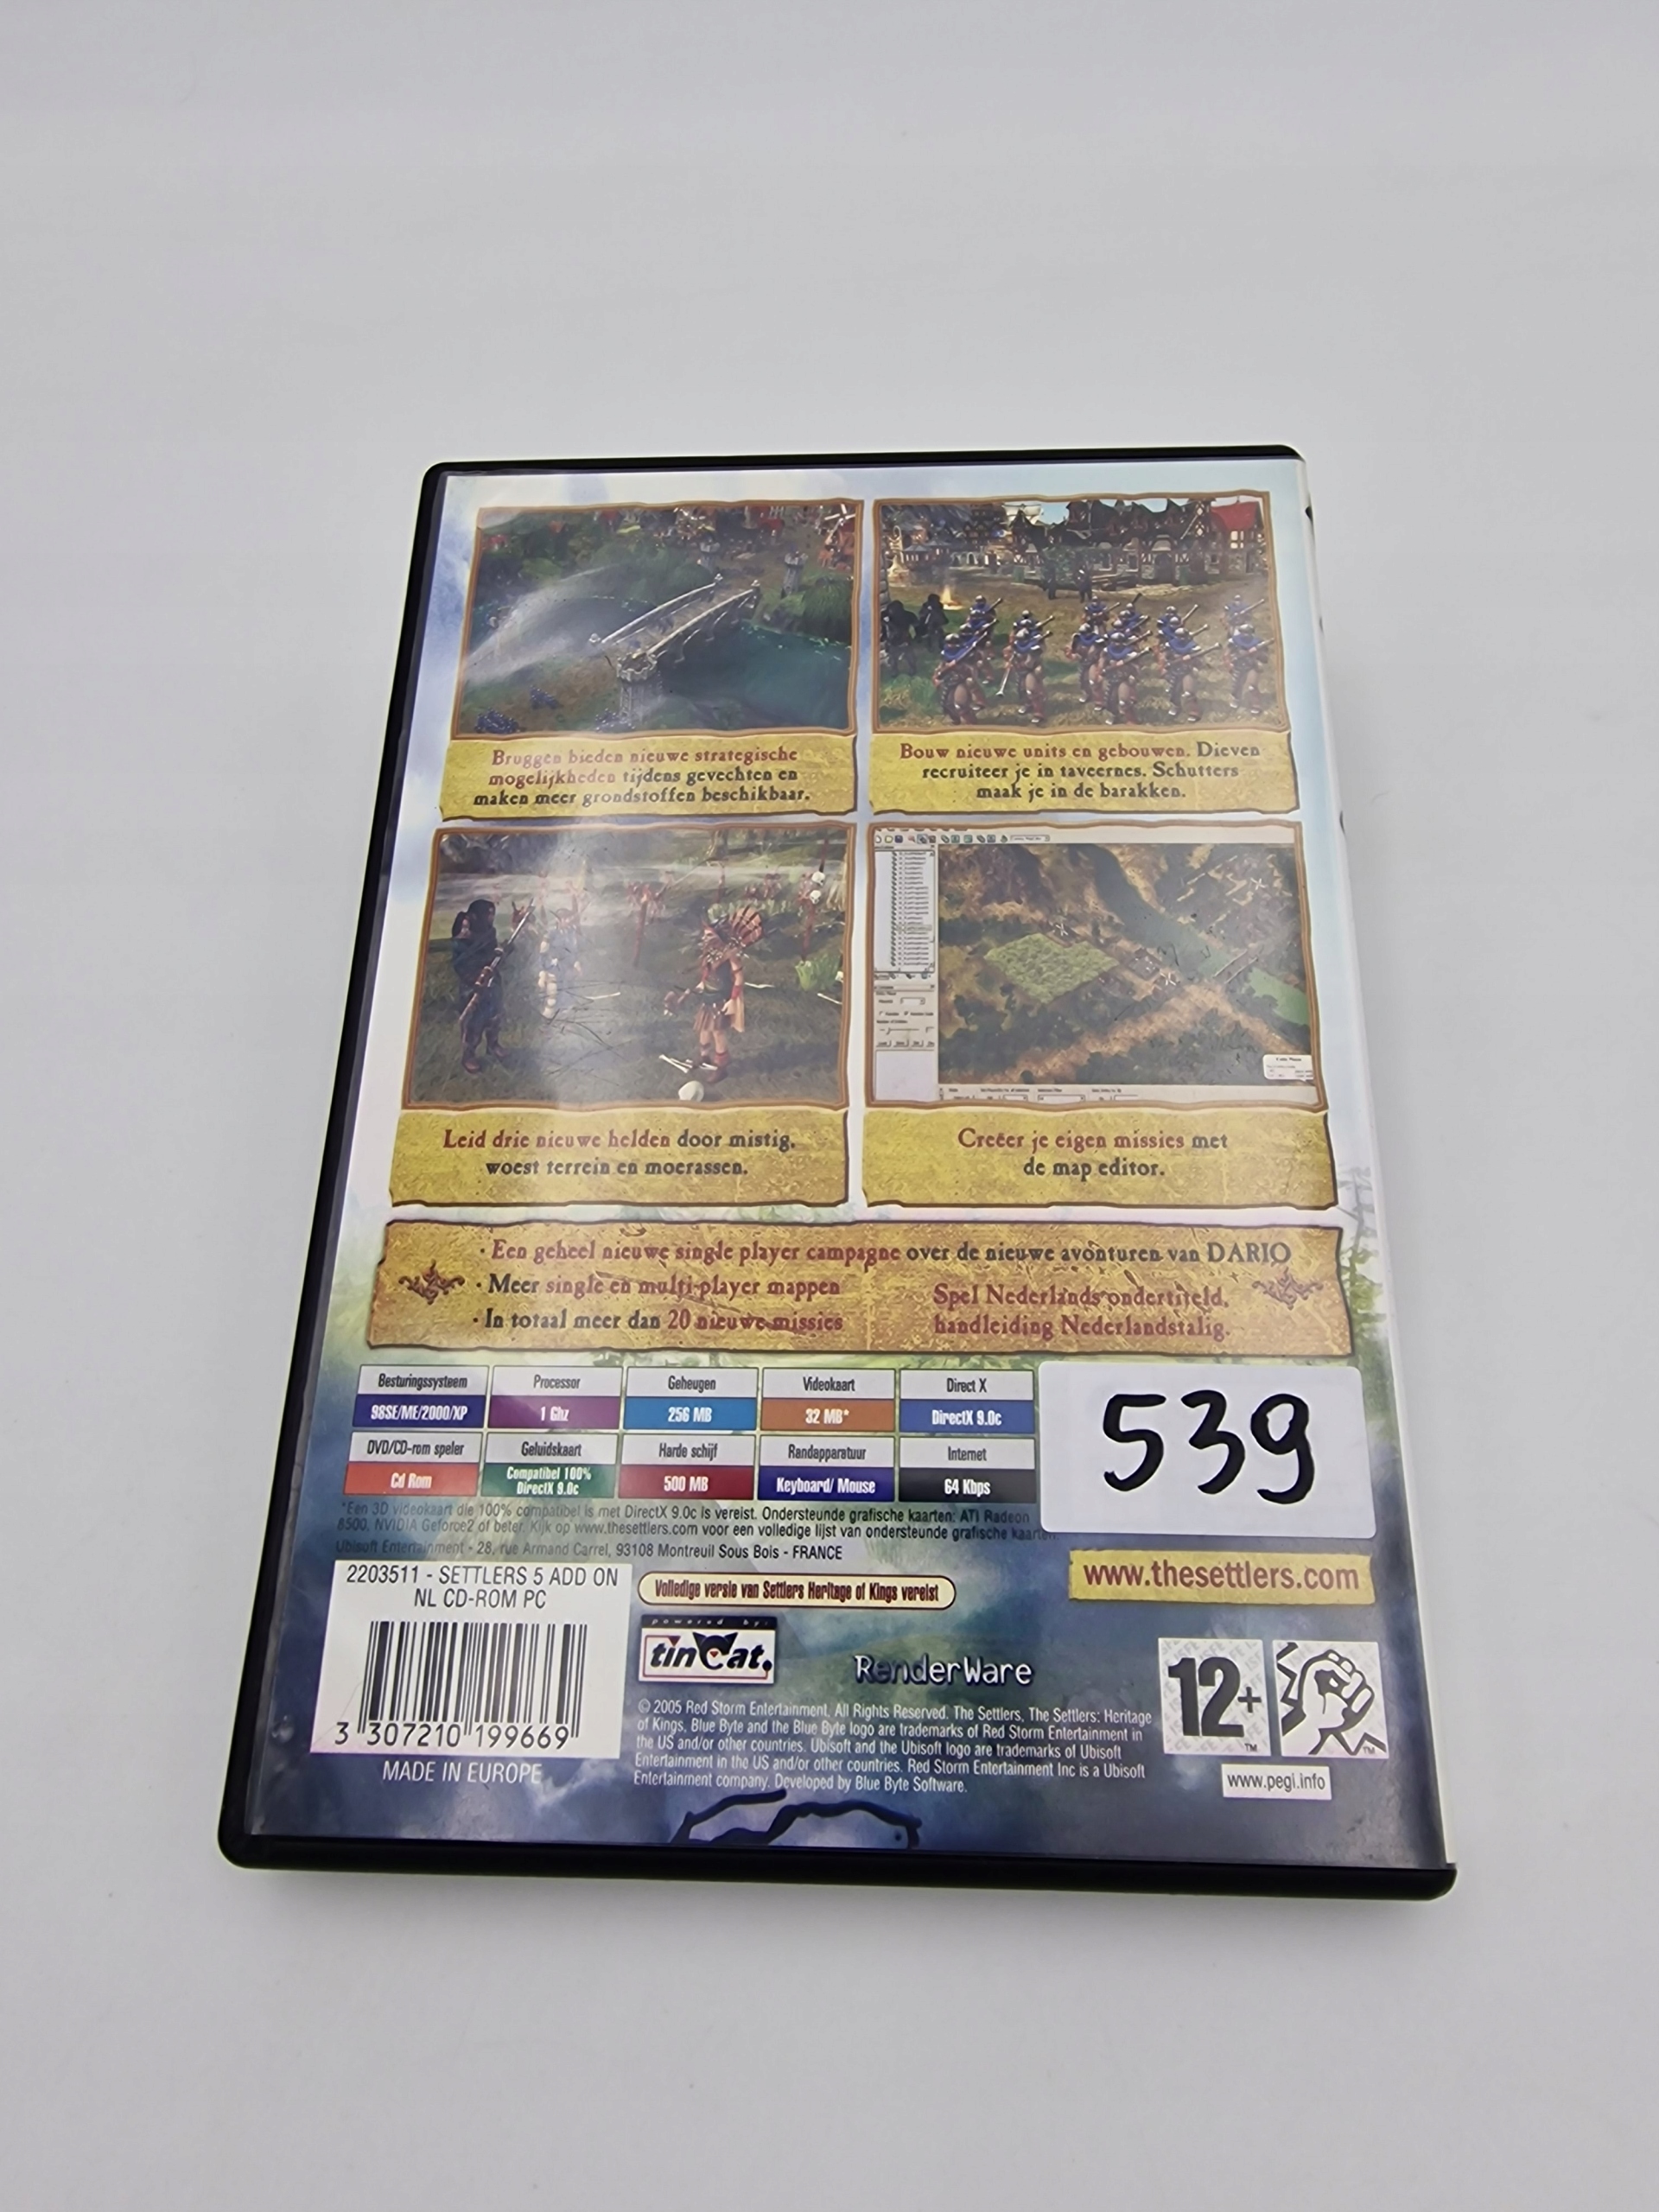 Bruggen bieden nieuwe strategische
mogelijkheden tijdens gevechten en
maken meer grondstoffen beschikbaar.
Bouw nieuwe units en gebouwen. Dieven
recruiteer je in taveernes. Schutters
maak je in de barakken.
Leid drie nieuwe helden door mistig,
woest terrein en moerassen.
Creëer je eigen missies met
de map editor.
· Een geheel nieuwe single player campagne over de nieuwe avonturen van DARIO
· Meer single en multi-player mappen
· In totaal meer dan 20 nieuwe missies
Spel Nederlands ondertiteld,
handleiding Nederlandstalig.
Besturingssysteem Processor Geheugen Videokaart Direct X
98SE/ME/2000/XP 1 Ghz 256 MB 32 MB* DirectX 9.0c
DVD/CD-rom speler Geluidskaart Harde schijf Randapparatuur Internet
Cd Rom Compatibel 100% DirectX 9.0c 500 MB Keyboard/ Mouse 64 Kbps
539
*Een 3D videokaart die 100% compatibel is met DirectX 9.0c is vereist. Ondersteunde grafische kaarten: ATI Radeon
8500, NVIDIA Geforce2 of beter. Kijk op www.thesettlers.com voor een volledige lijst van ondersteunde grafische kaarten.
Ubisoft Entertainment - 28, rue Armand Carrel, 93108 Montreuil Sous Bois - FRANCE
2203511 - SETTLERS 5 ADD ON
NL CD-ROM PC
3 307210 199669
MADE IN EUROPE
Volledige versie van Settlers Heritage of Kings vereist
www.thesettlers.com
powered by:
tincat.
RenderWare
© 2005 Red Storm Entertainment. All Rights Reserved. The Settlers, The Settlers: Heritage
of Kings, Blue Byte and the Blue Byte logo are trademarks of Red Storm Entertainment in
the US and/or other countries. Ubisoft and the Ubisoft logo are trademarks of Ubisoft
Entertainment in the US and/or other countries. Red Storm Entertainment Inc is a Ubisoft
Entertainment company. Developed by Blue Byte Software.
12+
TM
TM
www.pegi.info